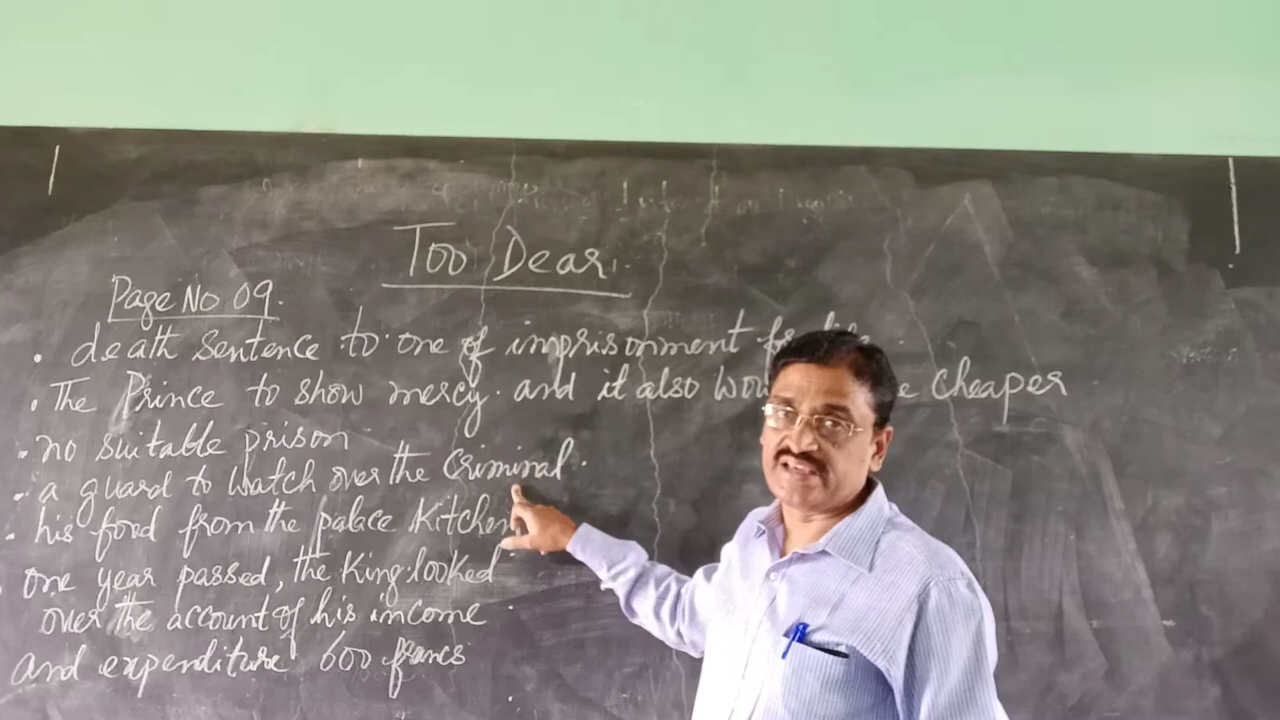 Too Dear.
Page No 09.
• death sentence to one of imprisonment
• The Prince to show mercy. and it also cheaper
• no suitable prison
• a guard to watch over the criminal.
• his food from the palace kitchen
one year passed, the King looked
over the account of his income
and expenditure 600 francs